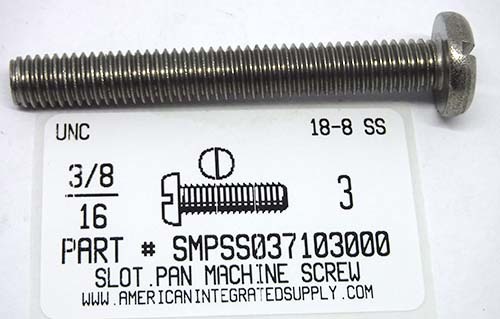 UNC 18-8 SS
3/8
16 3
PART # SMPSS037103000
SLOT.PAN MACHINE SCREW
WWW.AMERICANINTEGRATEDSUPPLY.COM